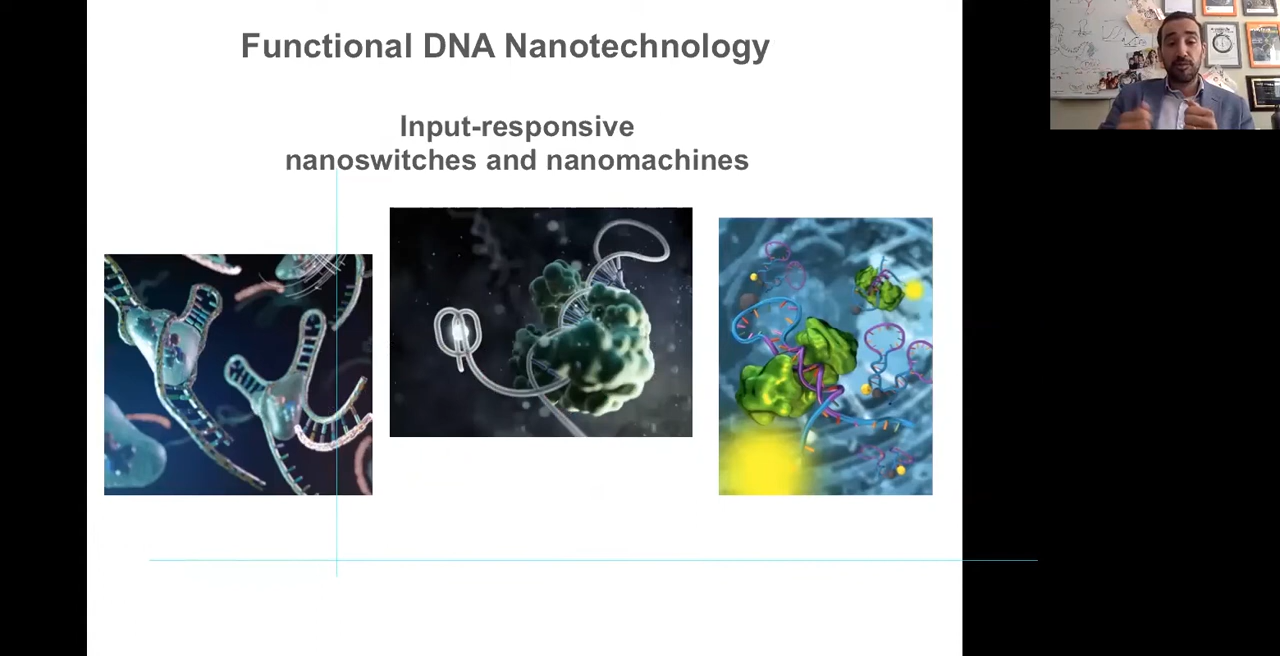 Functional DNA Nanotechnology
Input-responsive
nanoswitches and nanomachines